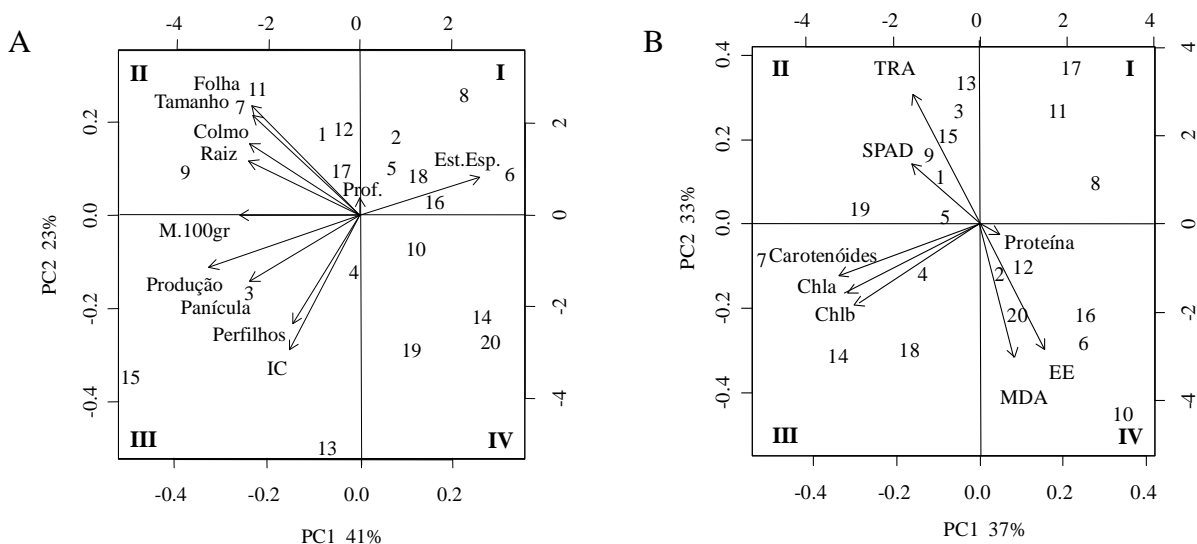 A
-4 -2 0 2
II I
Folha 11 8
Tamanho 7
Colmo 1 12 2
Raiz
9 17 5 Est.Esp. 6
18
Prof. 16
M.100gr
10
Produção 4
Panícula 3
Perfilhos 14
IC 19 20
15
III 13 IV
0.2 0.0 -0.2 -0.4
2 0 -2 -4
-0.4 -0.2 0.0 0.2
PC2 23%
PC1 41%
B
-4 -2 0 2 4
II I
TRA 13 17
3 11
15
SPAD 9
1 8
19 5
Proteína
7 Carotenóides 12
4 2
Chla
Chlb 20 16
14 18 6
EE
MDA
10
III IV
0.4 0.2 0.0 -0.2 -0.4
4 2 0 -2 -4
-0.4 -0.2 0.0 0.2 0.4
PC2 33%
PC1 37%